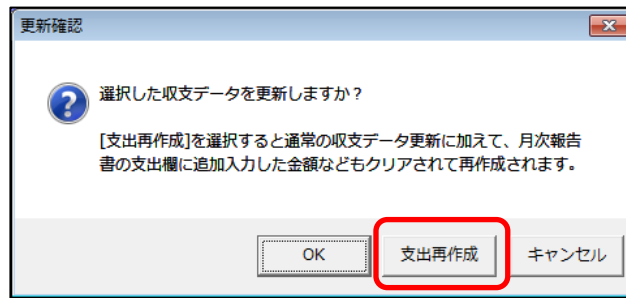 更新確認
選択した収支データを更新しますか？
[支出再作成]を選択すると通常の収支データ更新に加えて、月次報告
書の支出欄に追加入力した金額などもクリアされて再作成されます。
OK 支出再作成 キャンセル